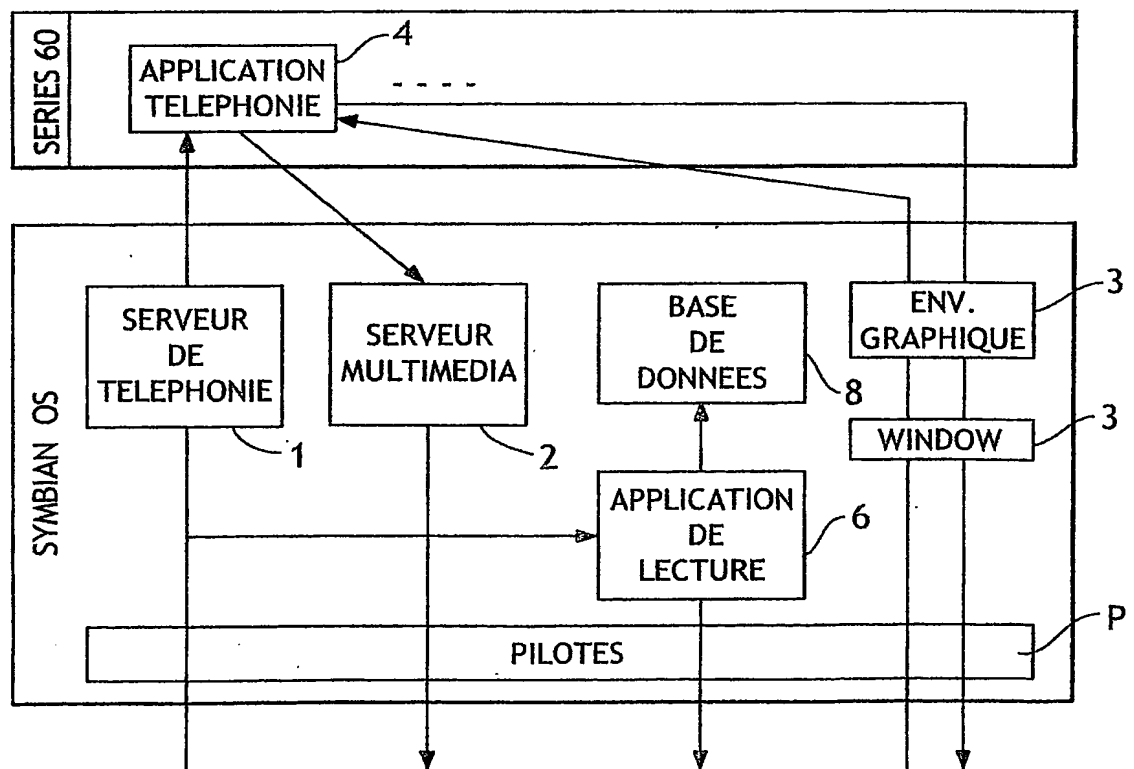 SERIES 60
APPLICATION
TELEPHONIE
4
- - - -
SYMBIAN OS
SERVEUR
DE
TELEPHONIE
1
SERVEUR
MULTIMEDIA
2
BASE
DE
DONNEES
8
ENV.
GRAPHIQUE
3
WINDOW
3
APPLICATION
DE
LECTURE
6
PILOTES
P